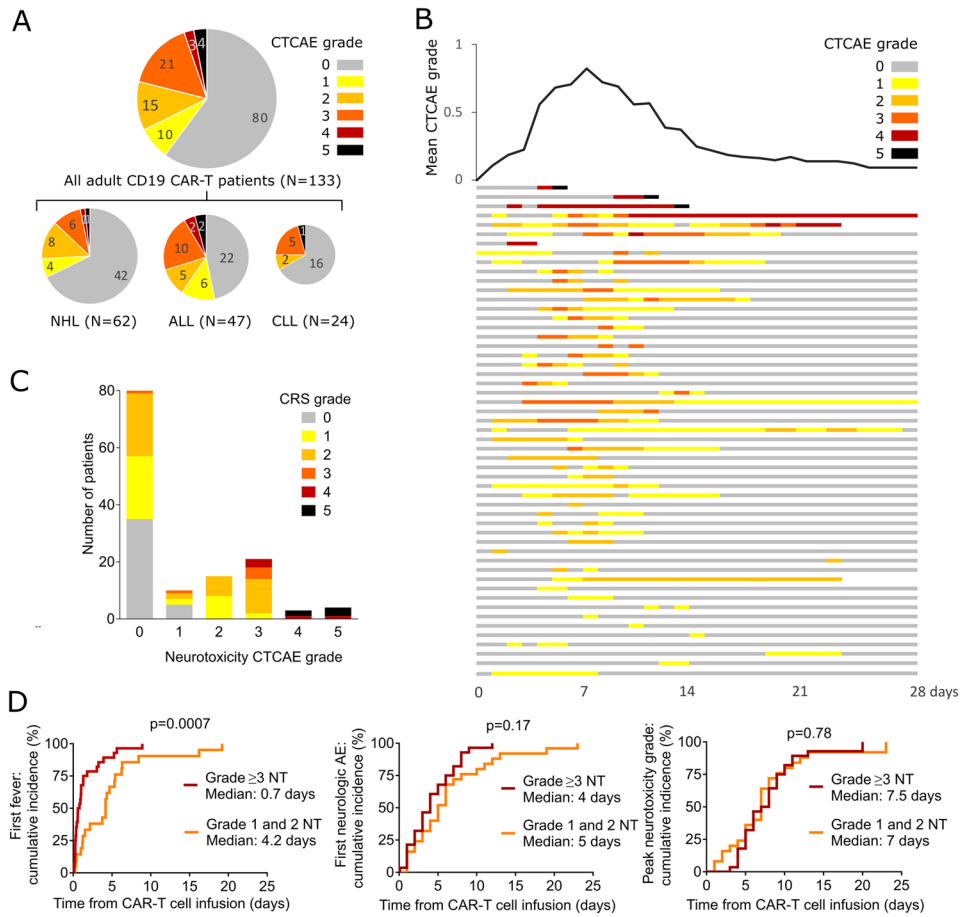 A
CTCAE grade
0
1
2
3
4
5
80
10
15
21
3
4
All adult CD19 CAR-T patients (N=133)
42
4
8
6
1
22
6
5
10
2
2
16
2
5
1
NHL (N=62)
ALL (N=47)
CLL (N=24)
B
CTCAE grade
0
1
2
3
4
5
Mean CTCAE grade
1
0.5
0
0
7
14
21
28 days
C
CRS grade
0
1
2
3
4
5
Number of patients
80
60
40
20
0
0 1 2 3 4 5
Neurotoxicity CTCAE grade
--
D
p=0.0007
First fever:
cumulative incidence (%)
100
75
50
25
0
Grade ≥3 NT
Median: 0.7 days
Grade 1 and 2 NT
Median: 4.2 days
0 5 10 15 20 25
Time from CAR-T cell infusion (days)
p=0.17
First neurologic AE:
cumulative incidence (%)
100
75
50
25
0
Grade ≥3 NT
Median: 4 days
Grade 1 and 2 NT
Median: 5 days
0 5 10 15 20 25
Time from CAR-T cell infusion (days)
p=0.78
Peak neurotoxicity grade:
cumulative indicence (%)
100
75
50
25
0
Grade ≥3 NT
Median: 7.5 days
Grade 1 and 2 NT
Median: 7 days
0 5 10 15 20 25
Time from CAR-T cell infusion (days)